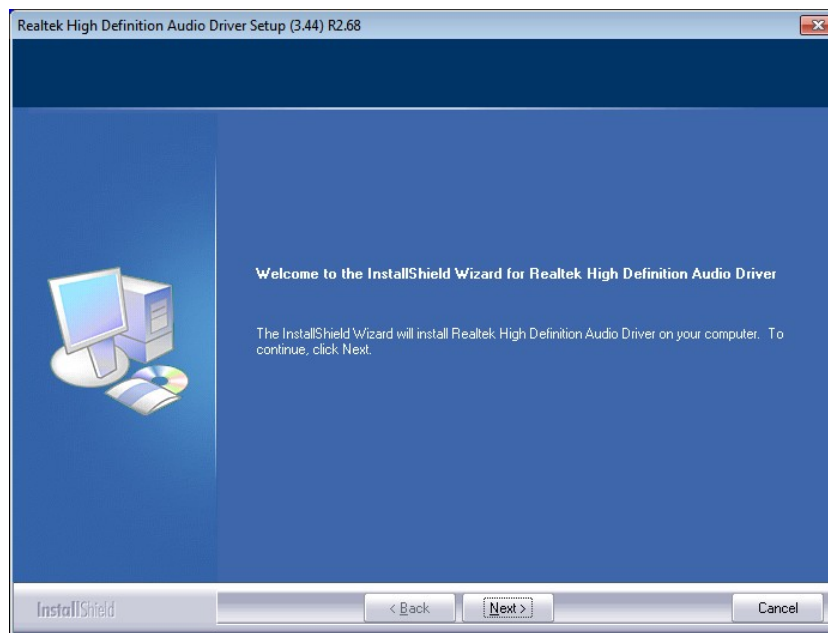 Realtek High Definition Audio Driver Setup (3.44) R2.68
Welcome to the InstallShield Wizard for Realtek High Definition Audio Driver
The InstallShield Wizard will install Realtek High Definition Audio Driver on your computer. To
continue, click Next.
InstallShield
< Back
Next >
Cancel